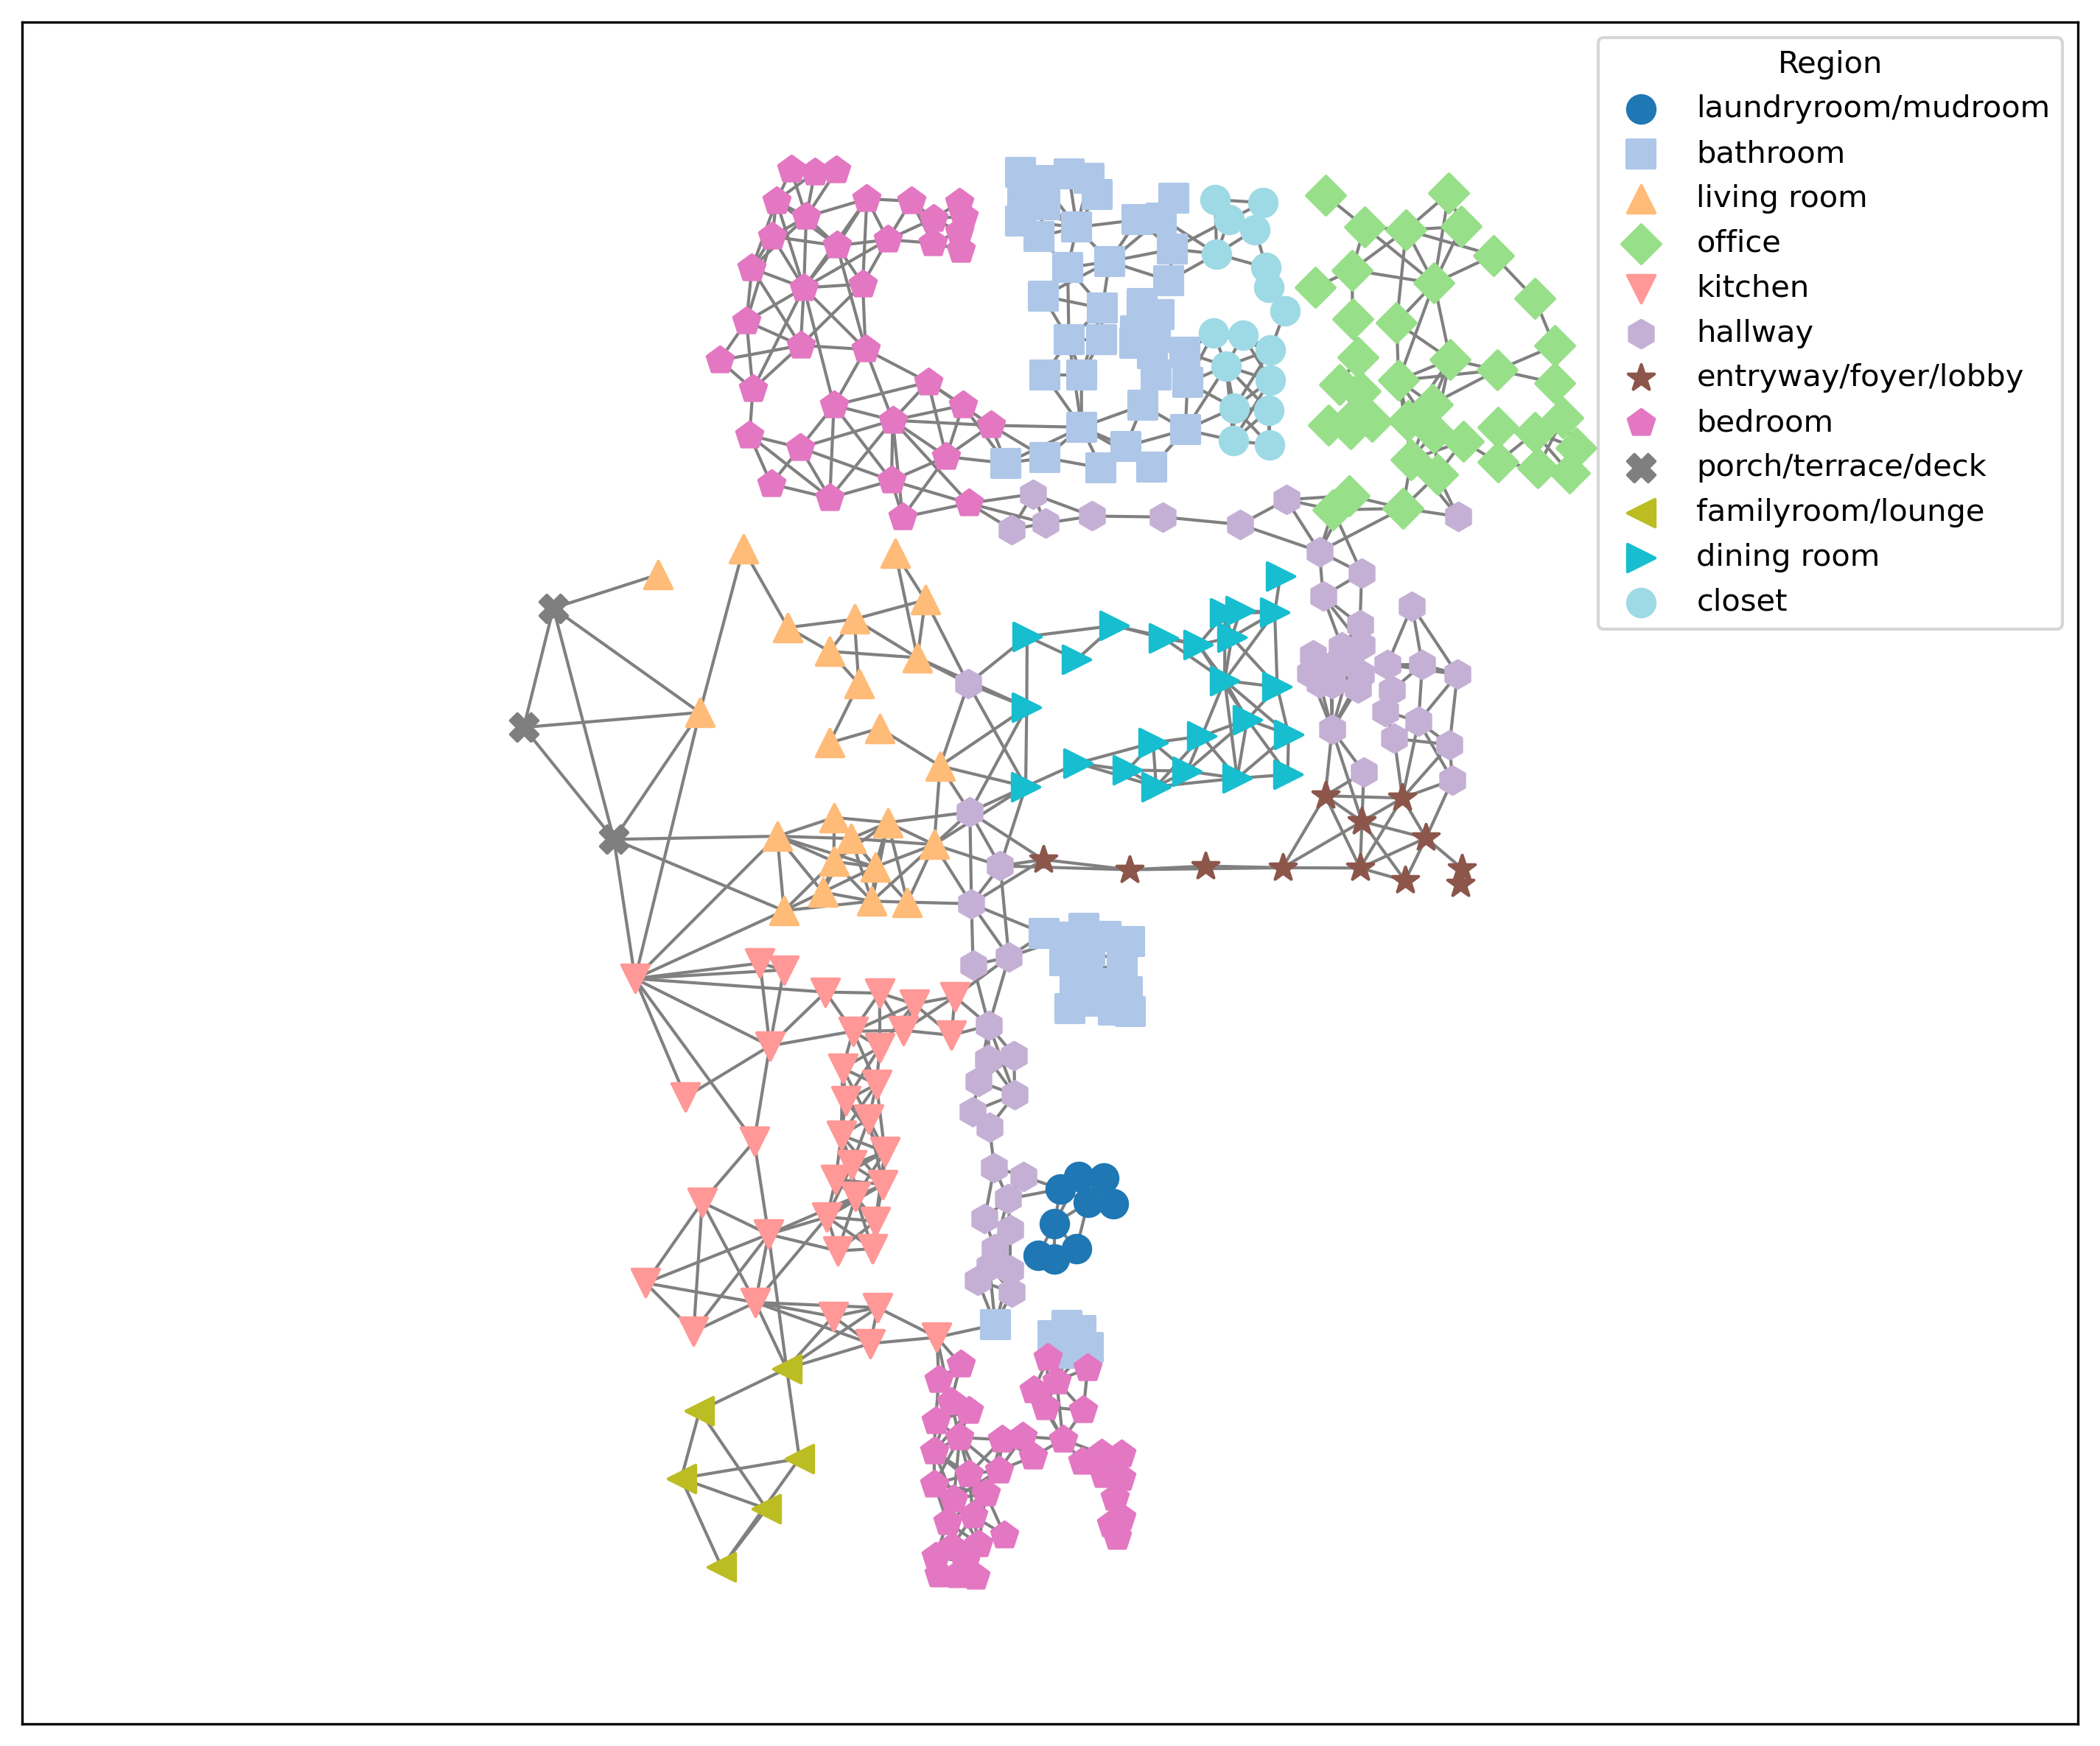 Region
laundryroom/mudroom
bathroom
living room
office
kitchen
hallway
entryway/foyer/lobby
bedroom
porch/terrace/deck
familyroom/lounge
dining room
closet